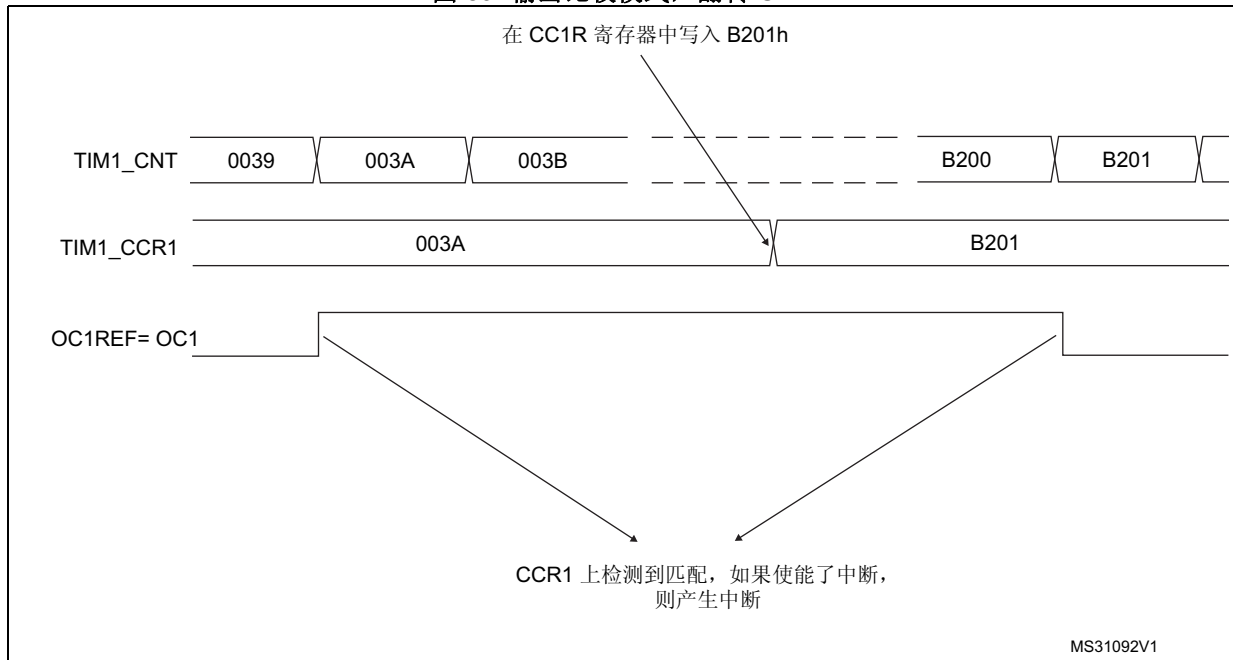 在 CC1R 寄存器中写入 B201h
TIM1_CNT 0039 003A 003B B200 B201
TIM1_CCR1 003A B201
OC1REF= OC1
CCR1 上检测到匹配，如果使能了中断，
则产生中断
MS31092V1